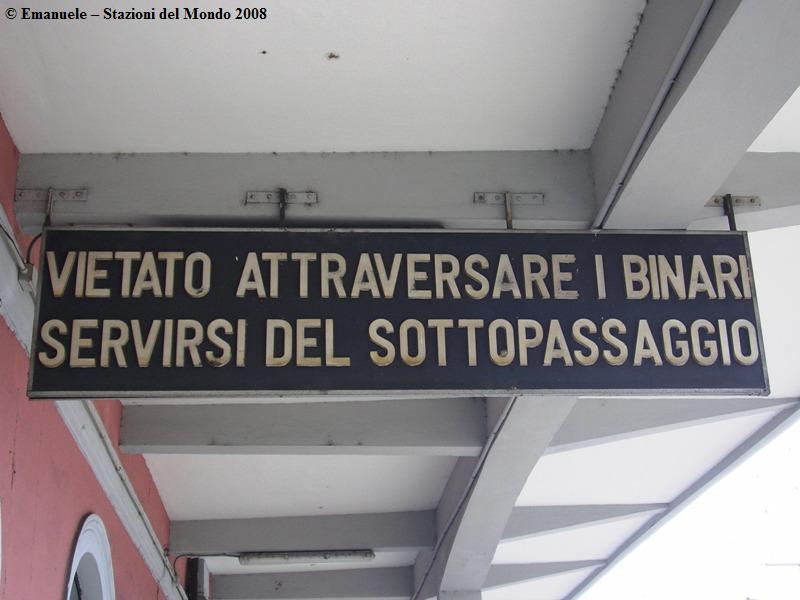 © Emanuele – Stazioni del Mondo 2008
VIETATO ATTRAVERSARE I BINARI
SERVIRSI DEL SOTTOPASSAGGIO